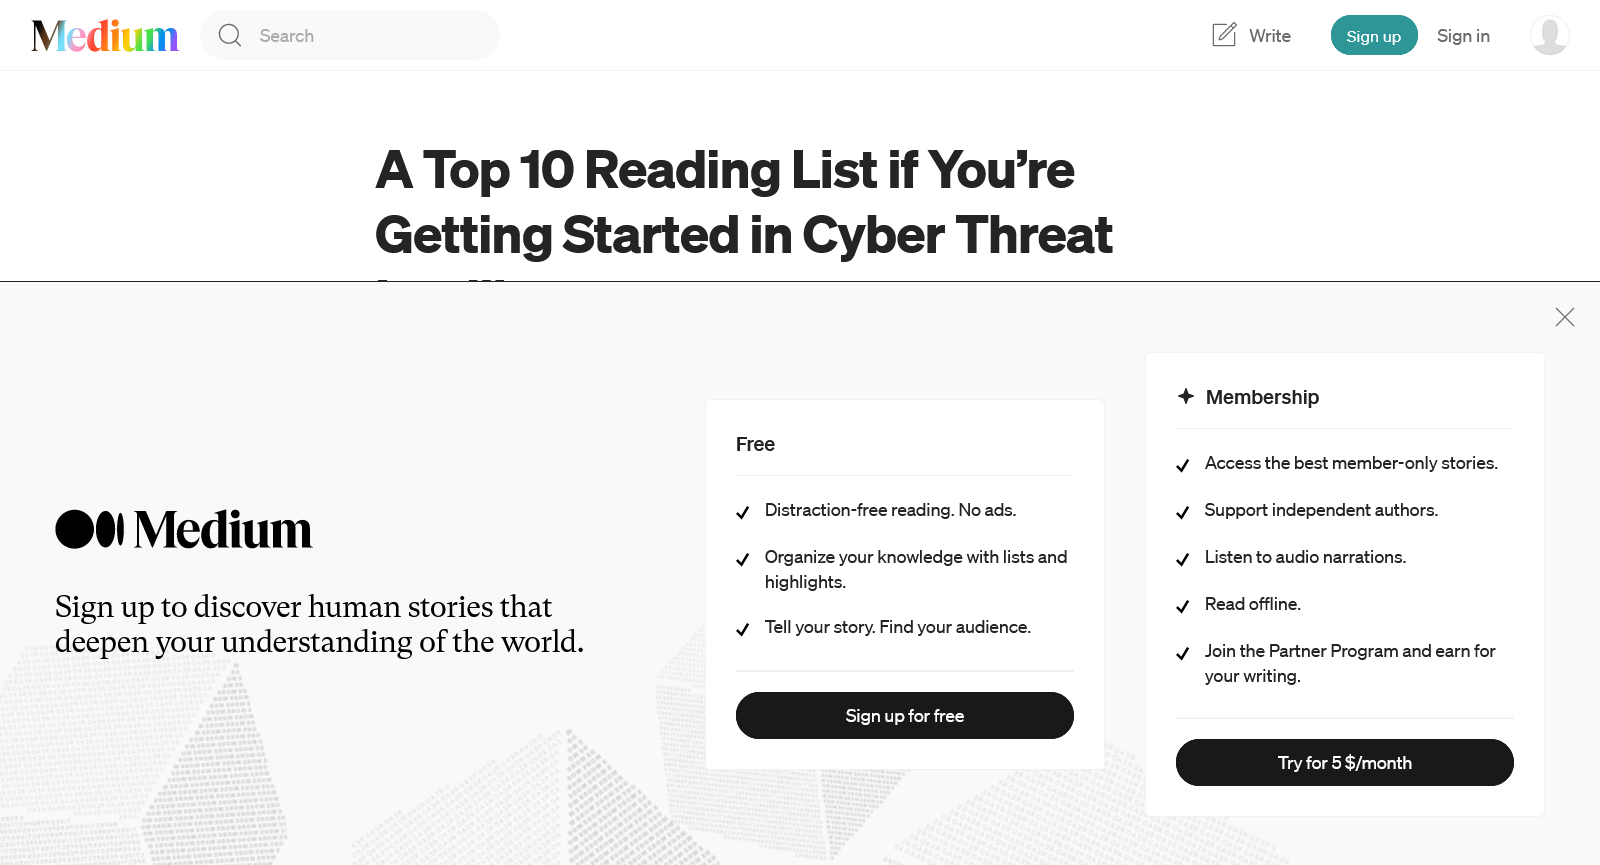 Medium
Search
Write
Sign up
Sign in
A Top 10 Reading List if You’re
Getting Started in Cyber Threat
Medium
Sign up to discover human stories that
deepen your understanding of the world.
Free
Distraction-free reading. No ads.
Organize your knowledge with lists and
highlights.
Tell your story. Find your audience.
Sign up for free
Membership
Access the best member-only stories.
Support independent authors.
Listen to audio narrations.
Read offline.
Join the Partner Program and earn for
your writing.
Try for 5 $/month